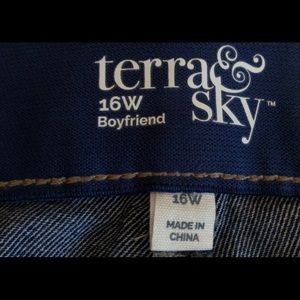 terra&
sky™
16W
Boyfriend
16W
MADE IN
CHINA